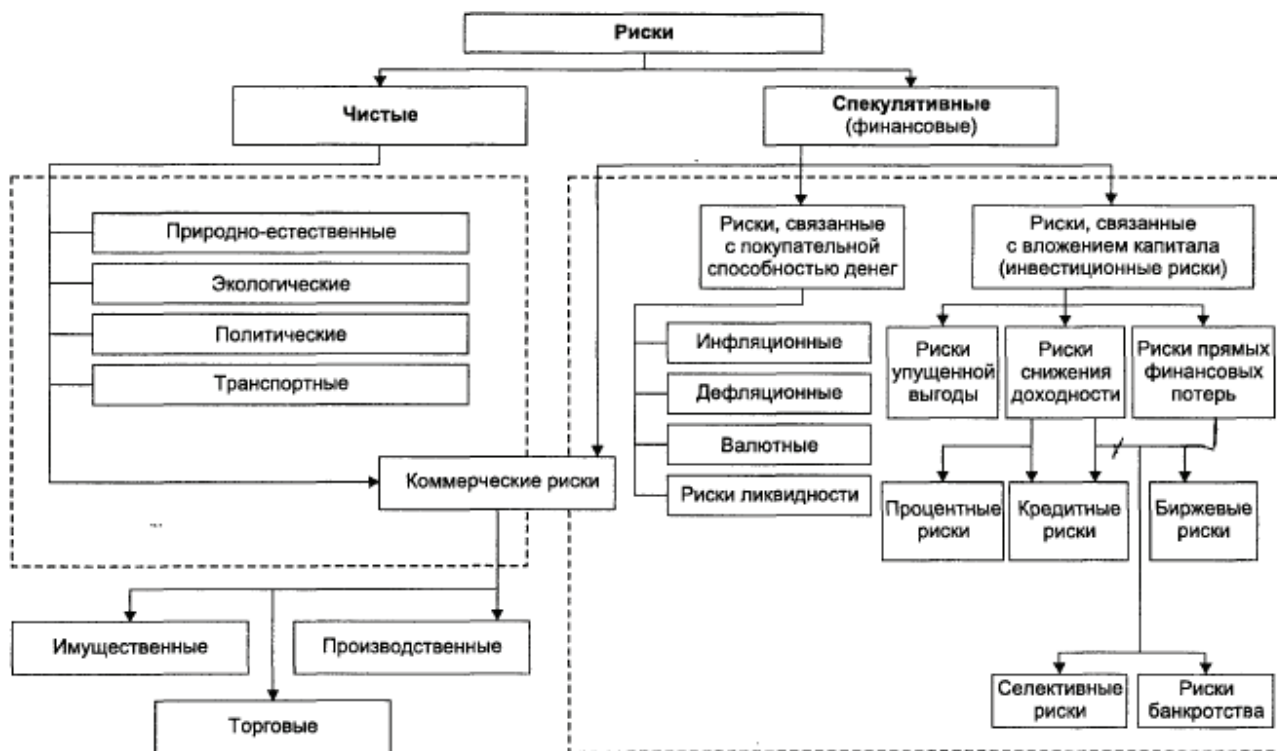 Риски
Чистые
Спекулятивные
(финансовые)
Природно-естественные
Экологические
Политические
Транспортные
Коммерческие риски
Имущественные
Производственные
Торговые
Риски, связанные
с покупательной
способностью денег
Инфляционные
Дефляционные
Валютные
Риски ликвидности
Риски, связанные
с вложением капитала
(инвестиционные риски)
Риски
упущенной
выгоды
Риски
снижения
доходности
Риски прямых
финансовых
потерь
Процентные
риски
Кредитные
риски
Биржевые
риски
Селективные
риски
Риски
банкротства